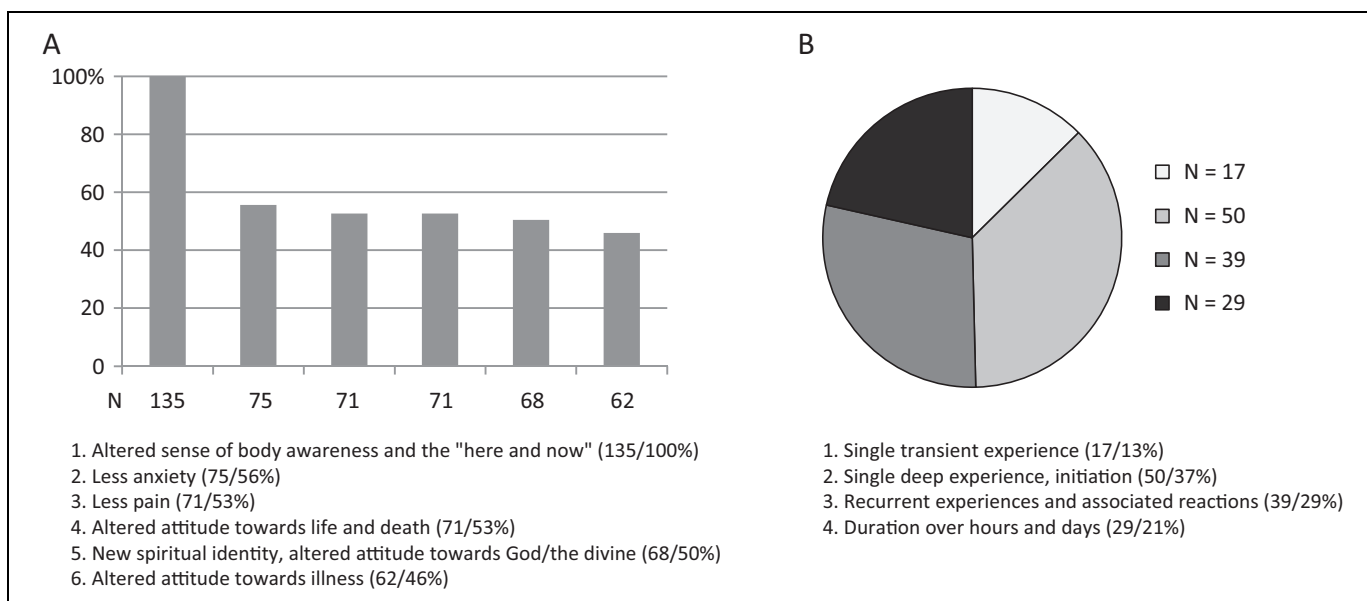 A
100%
80
60
40
20
0
N 135 75 71 71 68 62
1. Altered sense of body awareness and the "here and now" (135/100%)
2. Less anxiety (75/56%)
3. Less pain (71/53%)
4. Altered attitude towards life and death (71/53%)
5. New spiritual identity, altered attitude towards God/the divine (68/50%)
6. Altered attitude towards illness (62/46%)
B
N = 17
N = 50
N = 39
N = 29
1. Single transient experience (17/13%)
2. Single deep experience, initiation (50/37%)
3. Recurrent experiences and associated reactions (39/29%)
4. Duration over hours and days (29/21%)